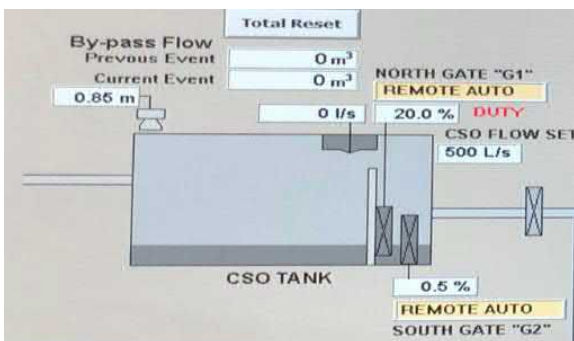 Total Reset
By-pass Flow
Prevous Event 0 m³
Current Event 0 m³
0.85 m
NORTH GATE "G1"
REMOTE AUTO
0 l/s 20.0 % DUTY
CSO FLOW SET
500 L/s
CSO TANK
0.5 %
REMOTE AUTO
SOUTH GATE "G2"